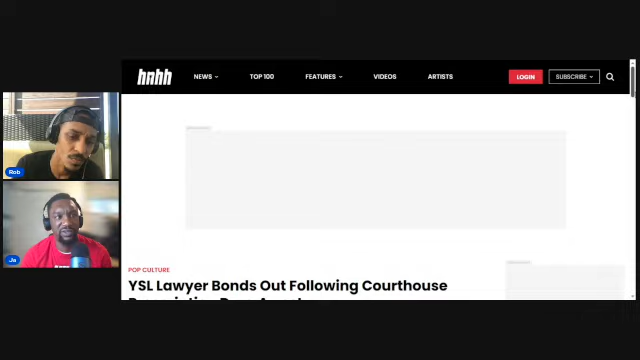 hnhh
NEWS
TOP 100
FEATURES
VIDEOS
ARTISTS
LOGIN
SUBSCRIBE
Rob
Ja
POP CULTURE
YSL Lawyer Bonds Out Following Courthouse